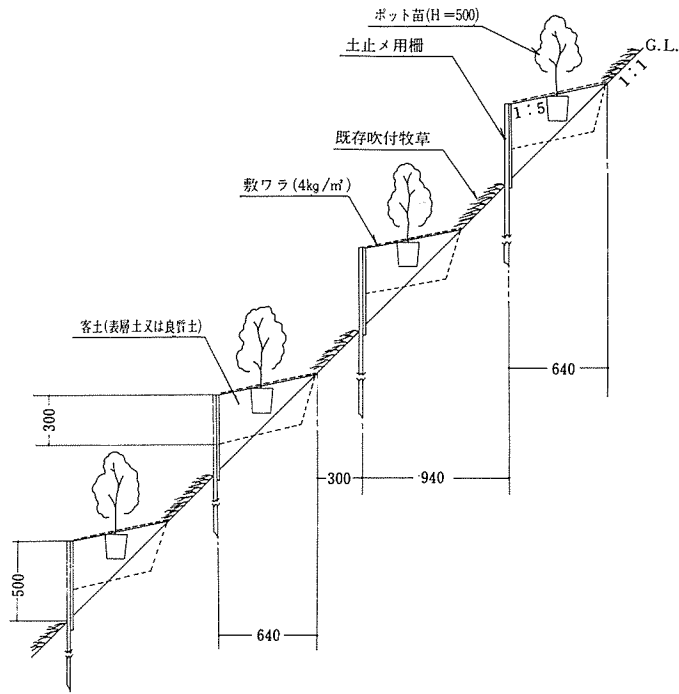 ポット苗(H=500)
土止メ用柵
G.L.
1:1
1:5
既存吹付牧草
敷ワラ(4kg/㎡)
客土(表層土又は良質土)
640
300
300
940
500
640